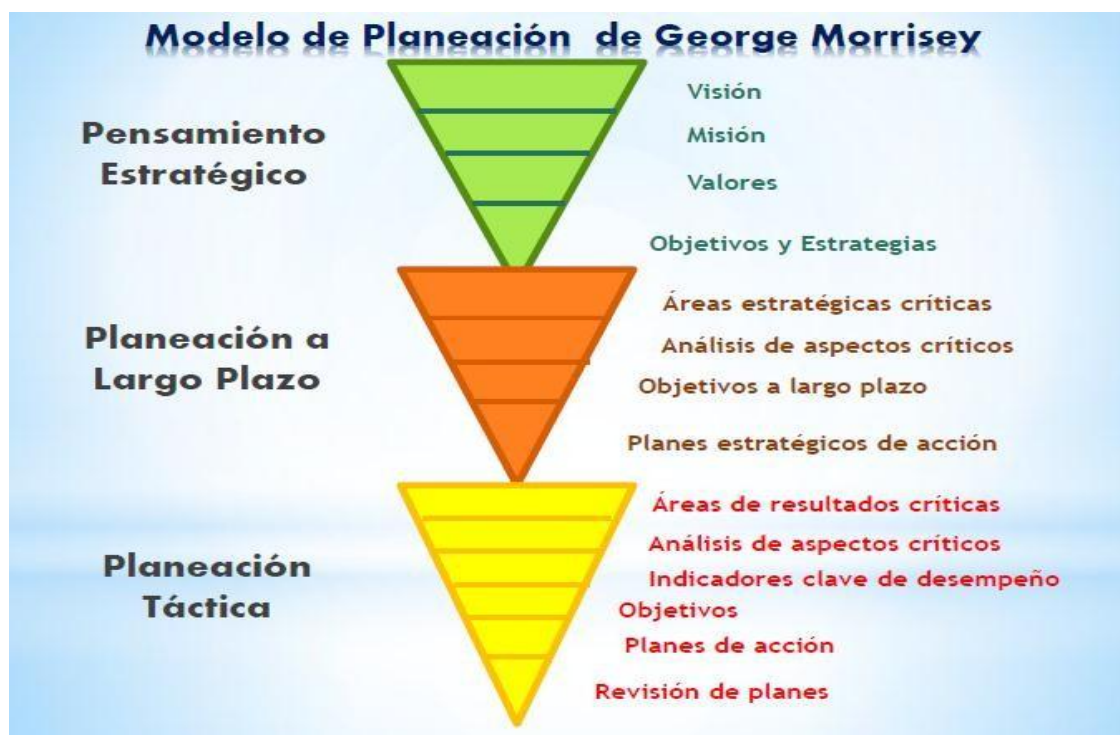 Modelo de Planeación de George Morrisey
Pensamiento
Estratégico
Visión
Misión
Valores
Objetivos y Estrategias
Planeación a
Largo Plazo
Áreas estratégicas críticas
Análisis de aspectos críticos
Objetivos a largo plazo
Planes estratégicos de acción
Planeación
Táctica
Áreas de resultados críticas
Análisis de aspectos críticos
Indicadores clave de desempeño
Objetivos
Planes de acción
Revisión de planes